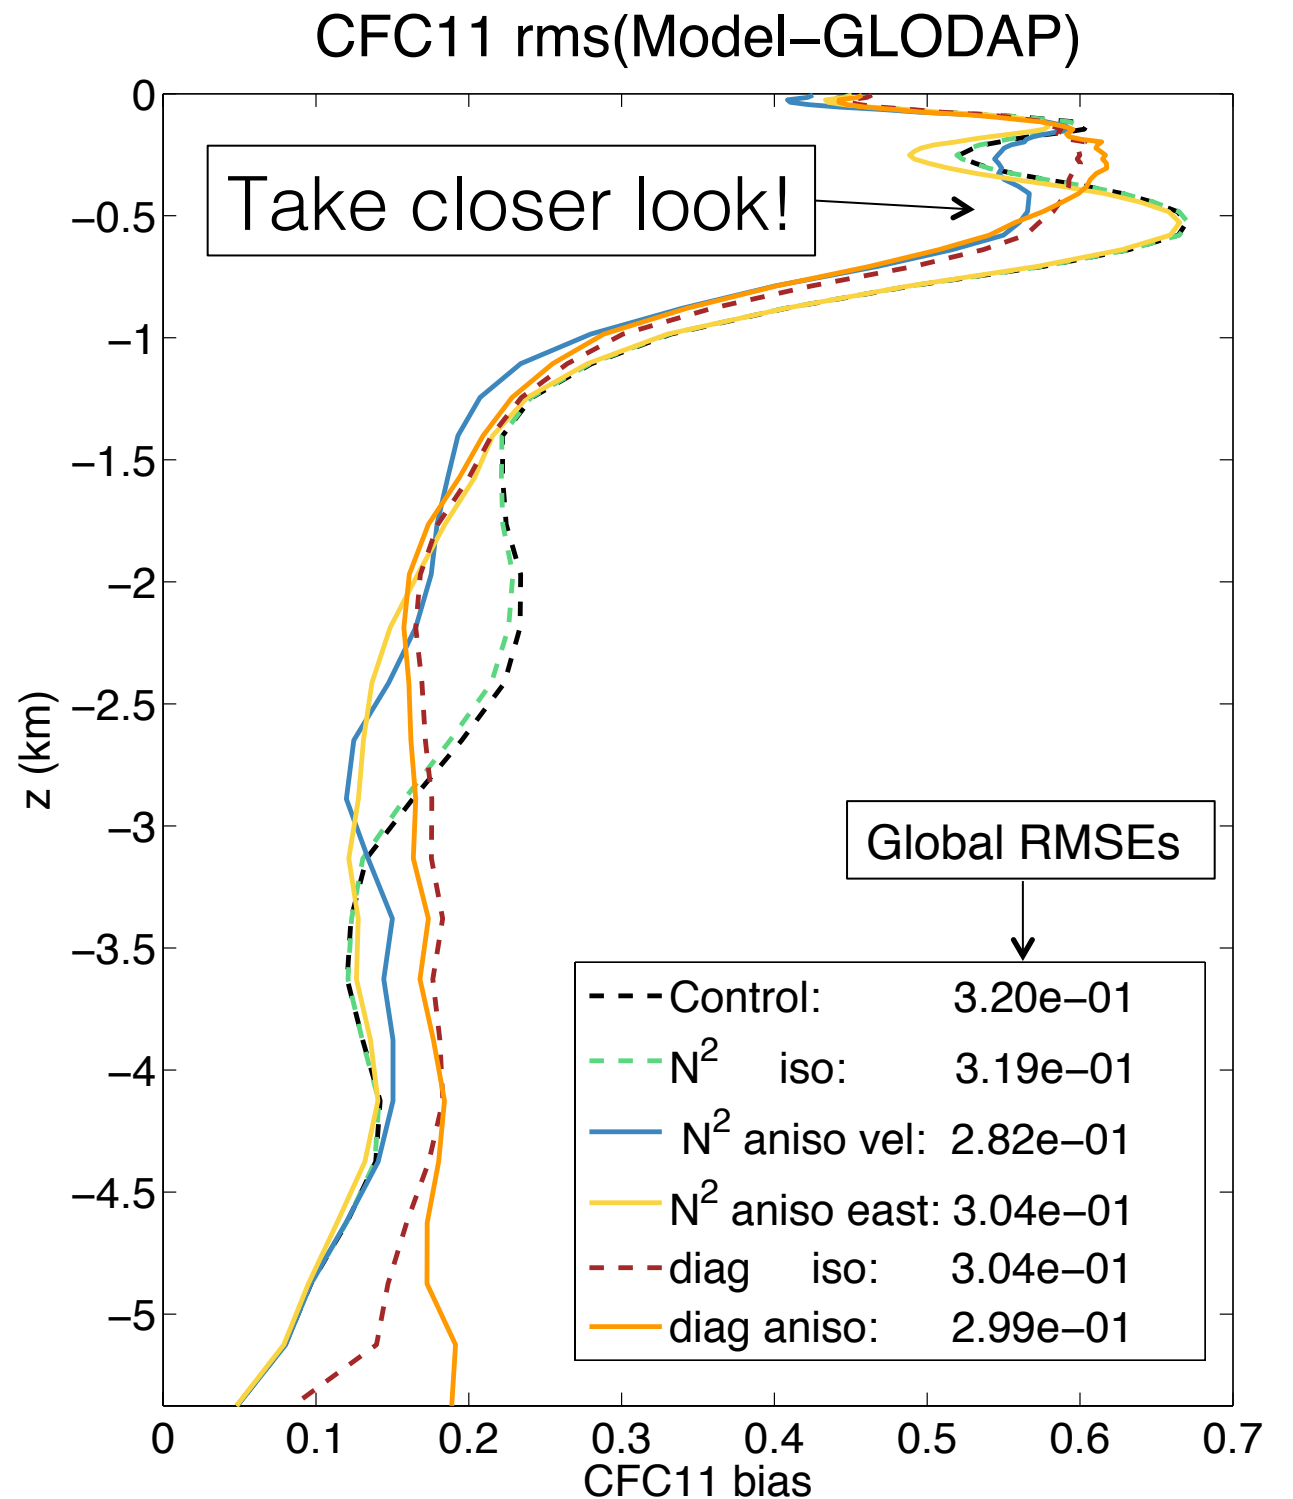 CFC11 rms(Model−GLODAP)
0
−0.5
−1
−1.5
−2
−2.5
−3
−3.5
−4
−4.5
−5
z (km)
Take closer look!
Global RMSEs
Control: 3.20e−01
N² iso: 3.19e−01
N² aniso vel: 2.82e−01
N² aniso east: 3.04e−01
diag iso: 3.04e−01
diag aniso: 2.99e−01
0 0.1 0.2 0.3 0.4 0.5 0.6 0.7
CFC11 bias